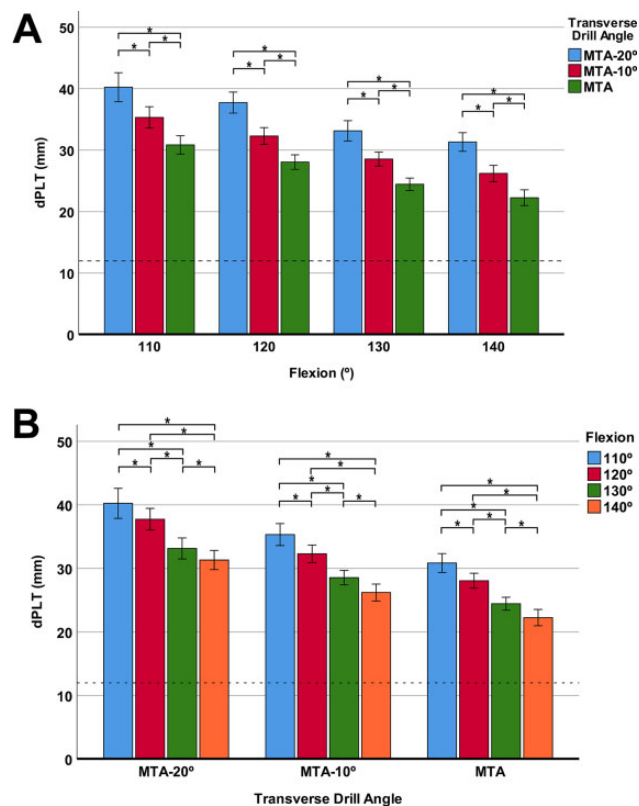 A
Transverse
Drill Angle
MTA-20º
MTA-10º
MTA
50
40
30
20
10
0
dPLT (mm)
* * *
* * *
* * *
* * *
110 120 130 140
Flexion (º)
B
Flexion
110º
120º
130º
140º
50
40
30
20
10
0
dPLT (mm)
* * * * * *
* * * * * *
* * * * * *
MTA-20º MTA-10º MTA
Transverse Drill Angle